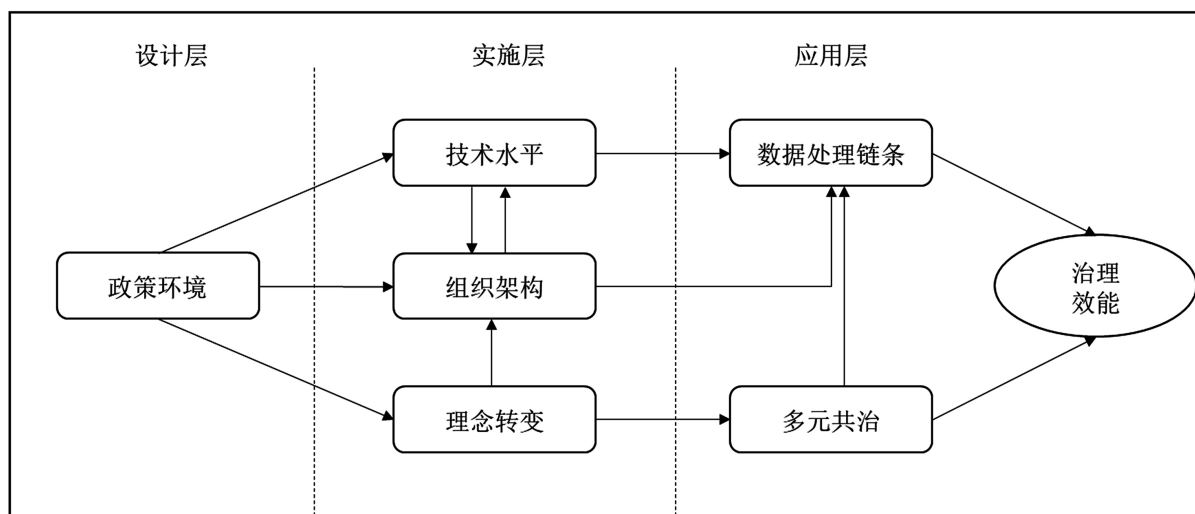 设计层
实施层
应用层
技术水平
数据处理链条
政策环境
组织架构
治理
效能
理念转变
多元共治